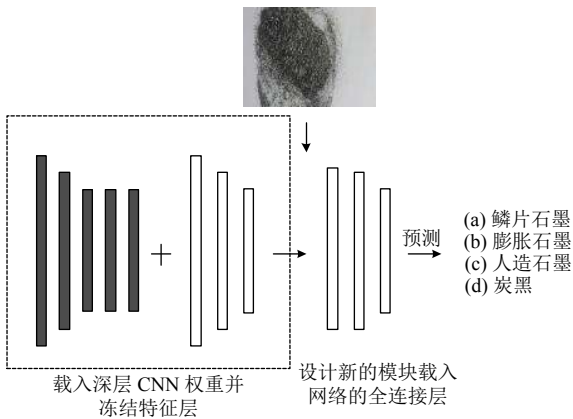 预测
(a) 鳞片石墨
(b) 膨胀石墨
(c) 人造石墨
(d) 炭黑
载入深层 CNN 权重并
冻结特征层
设计新的模块载入
网络的全连接层